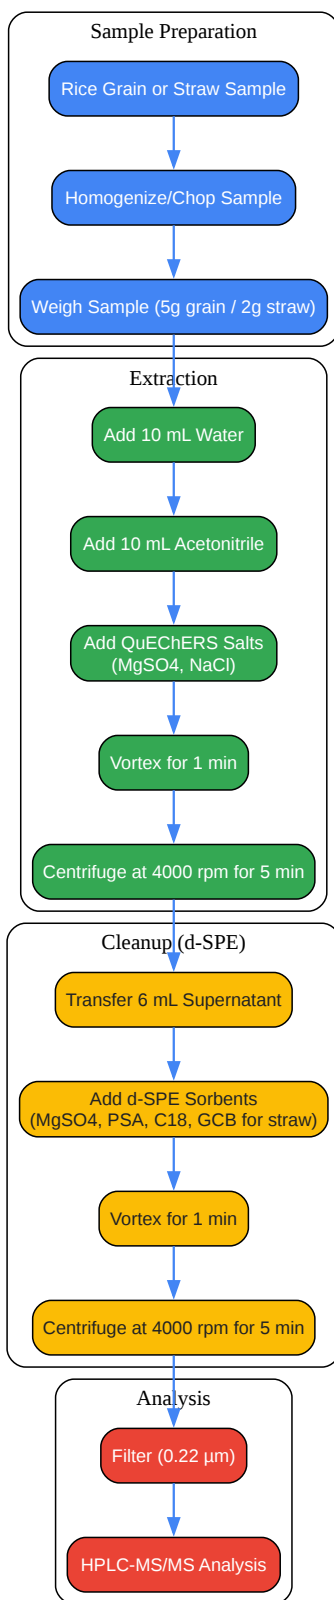 Sample Preparation
Rice Grain or Straw Sample
Homogenize/Chop Sample
Weigh Sample (5g grain / 2g straw)
Extraction
Add 10 mL Water
Add 10 mL Acetonitrile
Add QuEChERS Salts
(MgSO4, NaCl)
Vortex for 1 min
Centrifuge at 4000 rpm for 5 min
Cleanup (d-SPE)
Transfer 6 mL Supernatant
Add d-SPE Sorbents
(MgSO4, PSA, C18, GCB for straw)
Vortex for 1 min
Centrifuge at 4000 rpm for 5 min
Analysis
Filter (0.22 µm)
HPLC-MS/MS Analysis